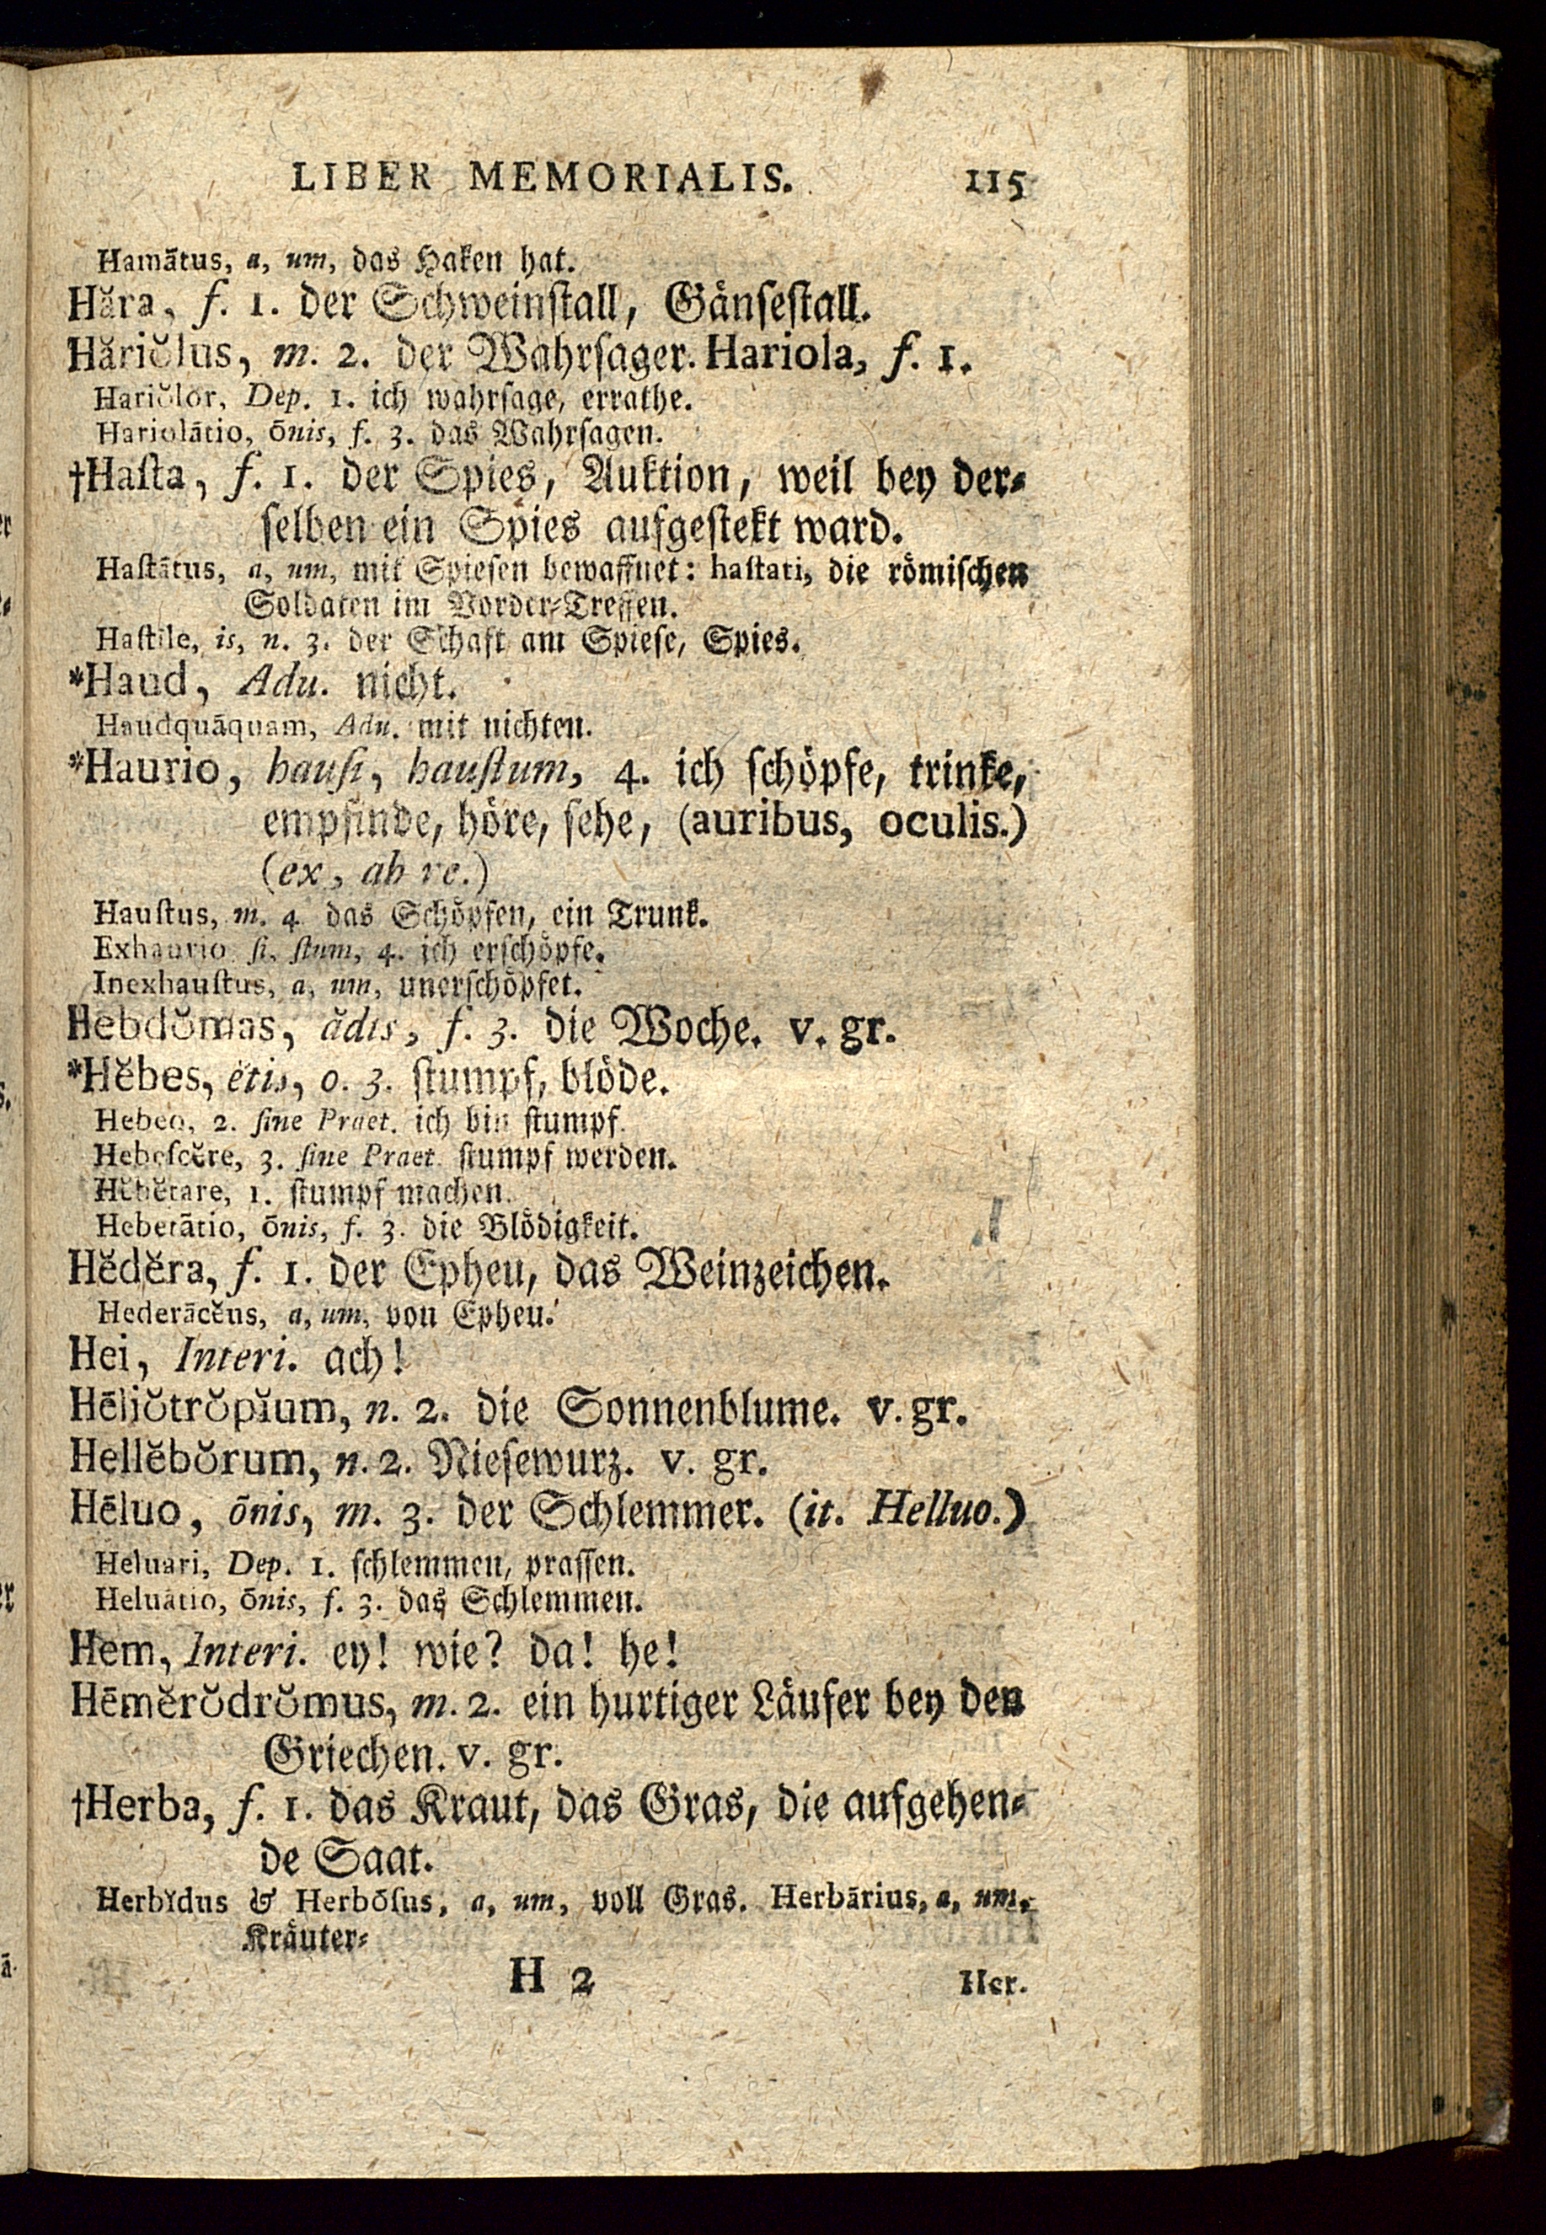 LIBER MEMORIALIS. 115
Hamātus, a, um, das Haken hat.
Hăra, f. 1. der Schweinſtall, Gänſeſtall.
Hăriŏlus, m. 2. der Wahrſager. Hariola, f. 1.
Hariŏlor, Dep. 1. ich wahrſage, errathe.
Hariolātio, ōnis, f. 3. das Wahrſagen.
†Haſta, f. 1. der Spies, Auktion, weil bey der⸗
ſelben ein Spies aufgeſtekt ward.
Haſtātus, a, um, mit Spieſen bewaffnet: haſtati, die römiſchen
Soldaten im Vorder⸗Treffen.
Haſtile, is, n. 3. der Schaft am Spieſe, Spies.
*Haud, Adu. nicht.
Haudquāquam, Adu. mit nichten.
*Haurio, hauſi, hauſtum, 4. ich ſchöpfe, trinke,
empfinde, höre, ſehe, (auribus, oculis.)
(ex, ab re.)
Hauſtus, m. 4 das Schöpfen, ein Trunk.
Exhaurio ſi, ſtum, 4. ich erſchöpfe.
Inexhauſtus, a, um, unerſchöpfet.
Hebdŏmas, ădis, f. 3. die Woche. v. gr.
*Hĕbes, ĕtis, o. 3. ſtumpf, blöde.
Hebeo, 2. ſine Praet. ich bin ſtumpf.
Hebeſcĕre, 3. ſine Praet. ſtumpf werden.
Hĕbĕtare, 1. ſtumpf machen.
Hebetātio, ōnis, f. 3. die Blödigkeit.
Hĕdĕra, f. 1. der Epheu, das Weinzeichen.
Hederācĕus, a, um, von Epheu.
Hei, Interi. ach!
Hēliŏtrŏpĭum, n. 2. die Sonnenblume. v. gr.
Hellĕbŏrum, n. 2. Nieſewurz. v. gr.
Hēluo, ōnis, m. 3. der Schlemmer. (it. Helluo.)
Heluari, Dep. 1. ſchlemmen, praſſen.
Heluātio, ōnis, f. 3. das Schlemmen.
Hem, Interi. ey! wie? da! he!
Hēmĕrŏdrŏmus, m. 2. ein hurtiger Läufer bey den
Griechen. v. gr.
†Herba, f. 1. das Kraut, das Gras, die aufgehen⸗
de Saat.
Herbĭdus & Herbōſus, a, um, voll Gras. Herbārius, a, um,
Kräuter⸗
H 2 Her.